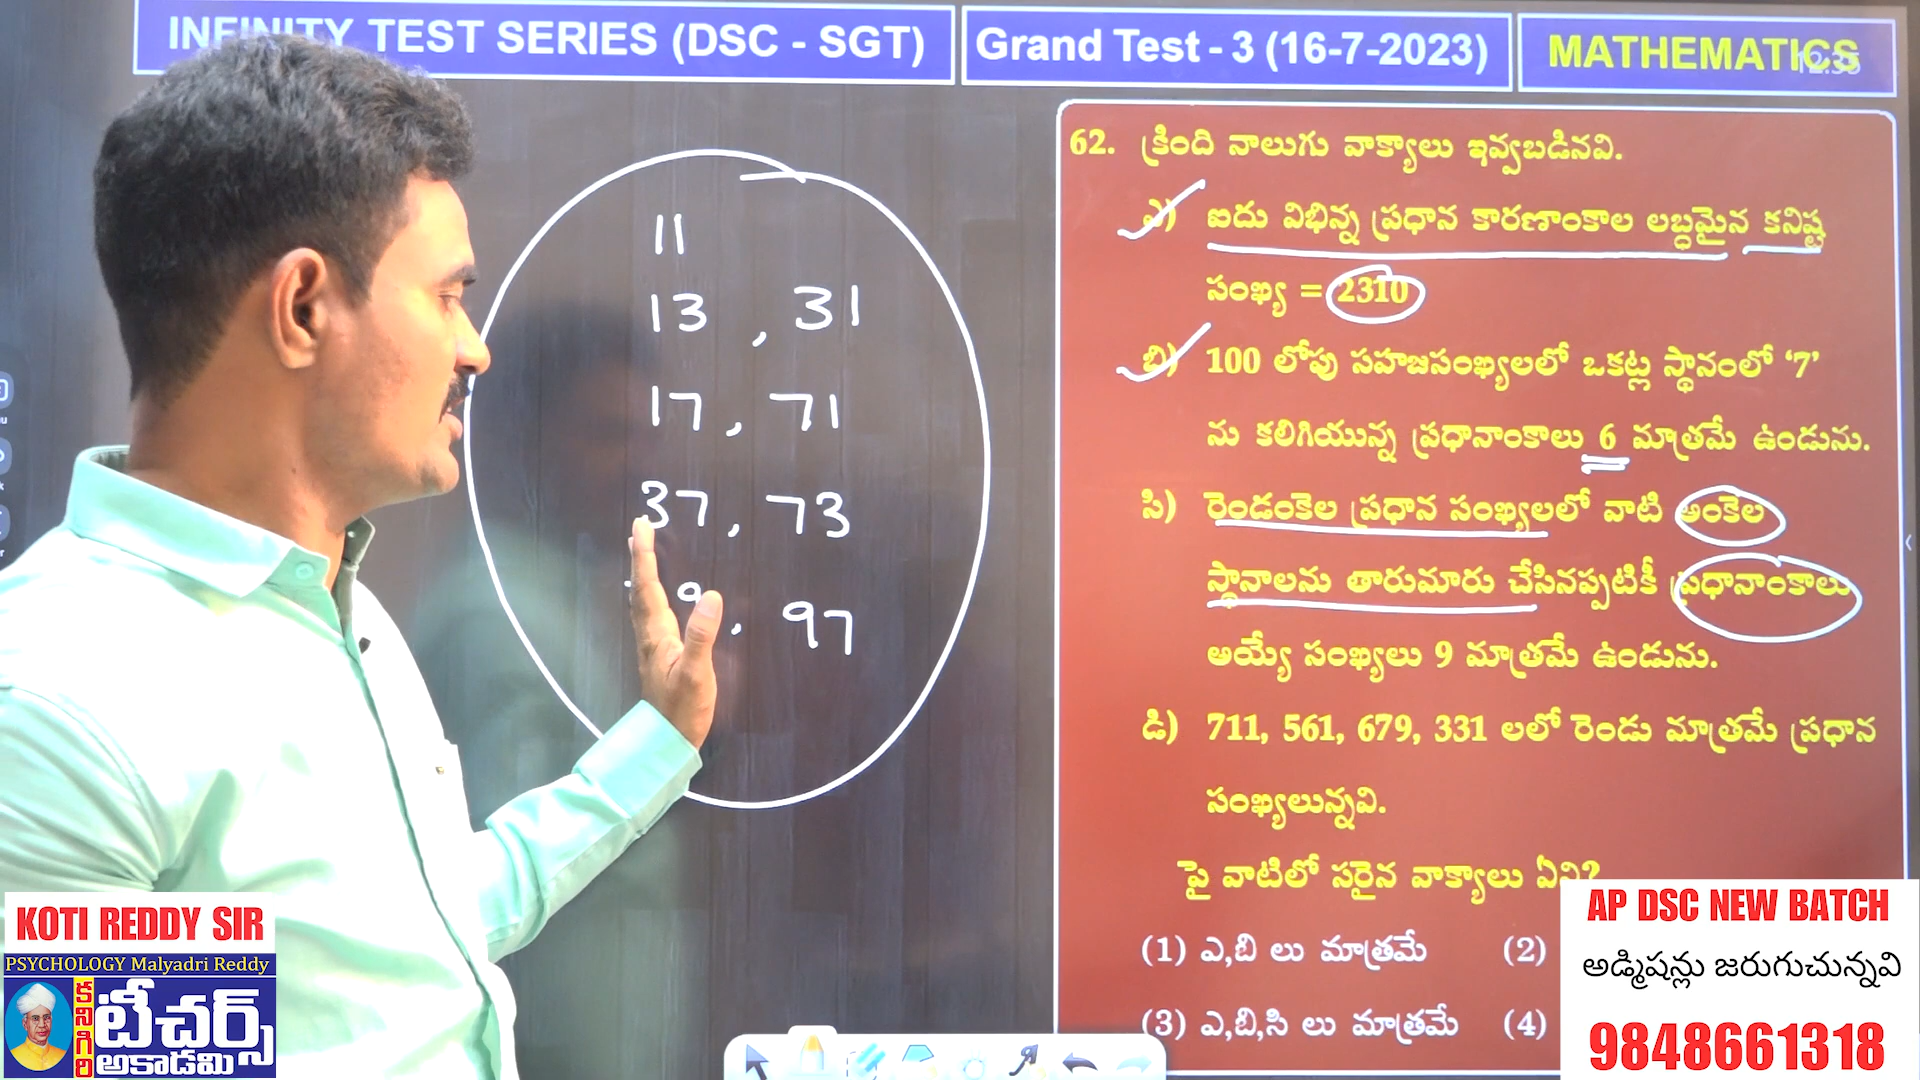 INFINITY TEST SERIES (DSC - SGT)
Grand Test - 3 (16-7-2023)
MATHEMATICS
11
13 , 31
17 , 71
37 , 73
97
62. క్రింది నాలుగు వాక్యాలు ఇవ్వబడినవి.
ఎ) ఐదు విభిన్న ప్రధాన కారణాంకాల లబ్ధమైన కనిష్ట
సంఖ్య = 2310
బి) 100 లోపు సహజసంఖ్యలలో ఒకట్ల స్థానంలో ‘7’
ను కలిగియున్న ప్రధానాంకాలు 6 మాత్రమే ఉండును.
సి) రెండంకెల ప్రధాన సంఖ్యలలో వాటి అంకెల
స్థానాలను తారుమారు చేసినప్పటికీ ప్రధానాంకాలు
అయ్యే సంఖ్యలు 9 మాత్రమే ఉండును.
డి) 711, 561, 679, 331 లలో రెండు మాత్రమే ప్రధాన
సంఖ్యలున్నవి.
పై వాటిలో సరైన వాక్యాలు ఏవి?
(1) ఎ,బి లు మాత్రమే (2)
(3) ఎ,బి,సి లు మాత్రమే (4)
KOTI REDDY SIR
PSYCHOLOGY Malyadri Reddy
కనిగిరి
టీచర్స్
అకాడమి
AP DSC NEW BATCH
అడ్మిషన్లు జరుగుచున్నవి
9848661318